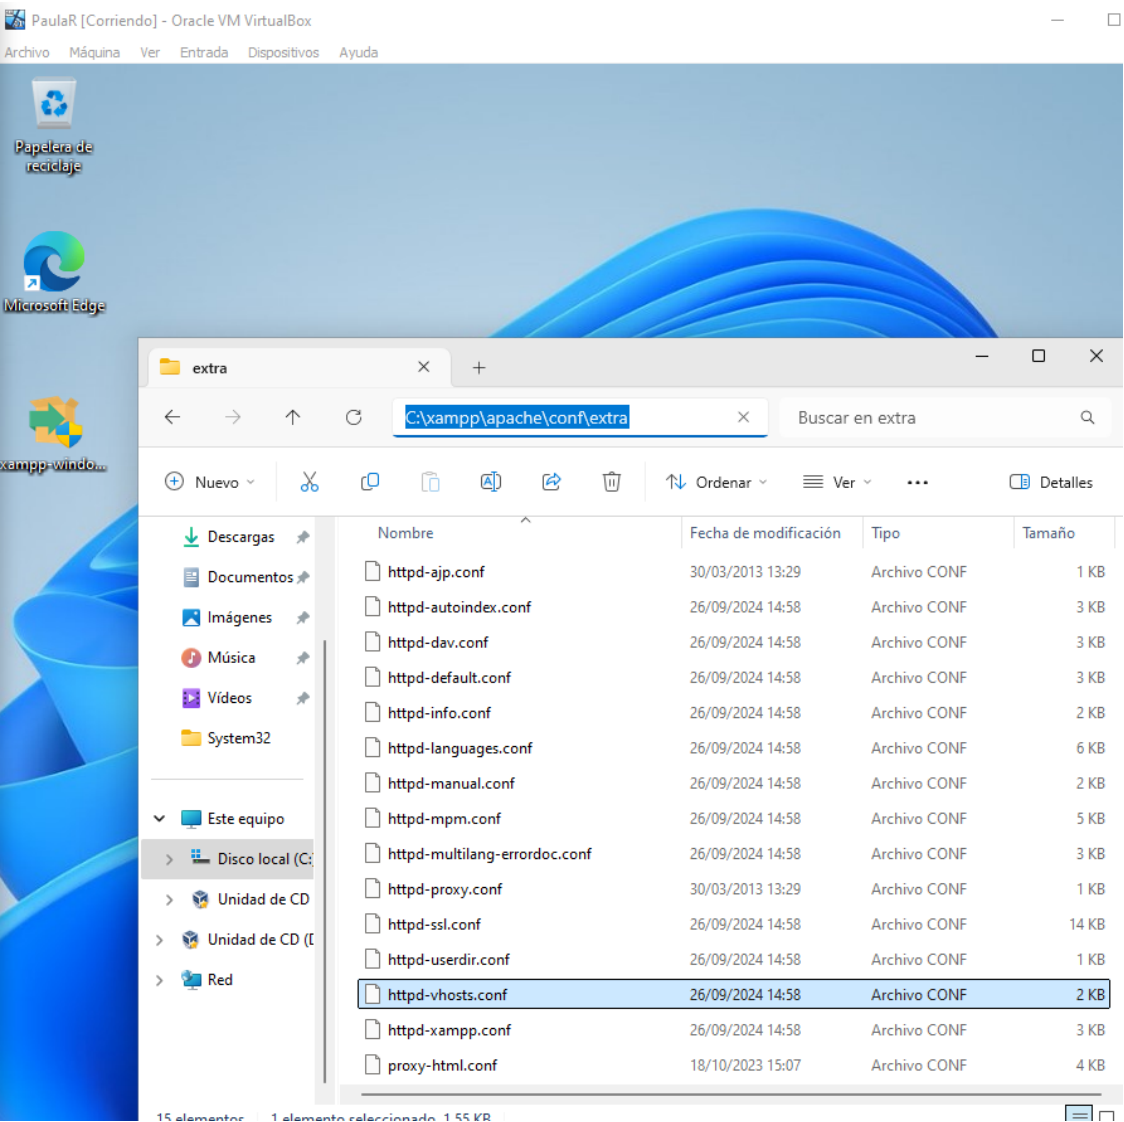 PaulaR [Corriendo] - Oracle VM VirtualBox
Archivo Máquina Ver Entrada Dispositivos Ayuda
Papelera de
reciclaje
Microsoft Edge
xampp-windo...
extra
C:\xampp\apache\conf\extra
Buscar en extra
Nuevo
Ordenar
Ver
Detalles
Descargas
Documentos
Imágenes
Música
Vídeos
System32
Este equipo
Disco local (C:)
Unidad de CD
Unidad de CD (D
Red
Nombre Fecha de modificación Tipo Tamaño
httpd-ajp.conf 30/03/2013 13:29 Archivo CONF 1 KB
httpd-autoindex.conf 26/09/2024 14:58 Archivo CONF 3 KB
httpd-dav.conf 26/09/2024 14:58 Archivo CONF 3 KB
httpd-default.conf 26/09/2024 14:58 Archivo CONF 3 KB
httpd-info.conf 26/09/2024 14:58 Archivo CONF 2 KB
httpd-languages.conf 26/09/2024 14:58 Archivo CONF 6 KB
httpd-manual.conf 26/09/2024 14:58 Archivo CONF 2 KB
httpd-mpm.conf 26/09/2024 14:58 Archivo CONF 5 KB
httpd-multilang-errordoc.conf 26/09/2024 14:58 Archivo CONF 3 KB
httpd-proxy.conf 30/03/2013 13:29 Archivo CONF 1 KB
httpd-ssl.conf 26/09/2024 14:58 Archivo CONF 14 KB
httpd-userdir.conf 26/09/2024 14:58 Archivo CONF 1 KB
httpd-vhosts.conf 26/09/2024 14:58 Archivo CONF 2 KB
httpd-xampp.conf 26/09/2024 14:58 Archivo CONF 3 KB
proxy-html.conf 18/10/2023 15:07 Archivo CONF 4 KB
15 elementos 1 elemento seleccionado 1,55 KB